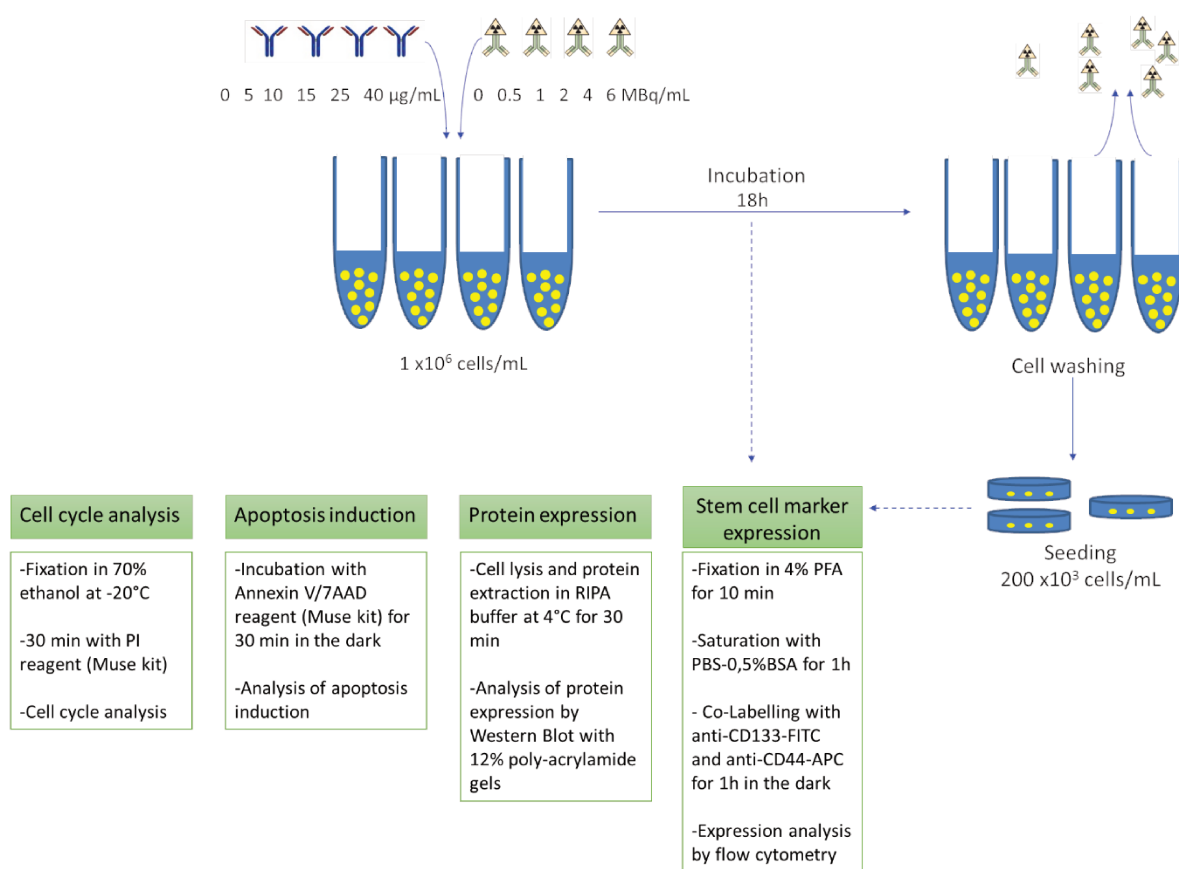 0 5 10 15 25 40 µg/mL
0 0.5 1 2 4 6 MBq/mL
Incubation
18h
1 x10⁶ cells/mL
Cell washing
Seeding
200 x10³ cells/mL
Cell cycle analysis
-Fixation in 70%
ethanol at -20°C
-30 min with PI
reagent (Muse kit)
-Cell cycle analysis
Apoptosis induction
-Incubation with
Annexin V/7AAD
reagent (Muse kit) for
30 min in the dark
-Analysis of apoptosis
induction
Protein expression
-Cell lysis and protein
extraction in RIPA
buffer at 4°C for 30
min
-Analysis of protein
expression by
Western Blot with
12% poly-acrylamide
gels
Stem cell marker
expression
-Fixation in 4% PFA
for 10 min
-Saturation with
PBS-0,5%BSA for 1h
- Co-Labelling with
anti-CD133-FITC
and anti-CD44-APC
for 1h in the dark
-Expression analysis
by flow cytometry